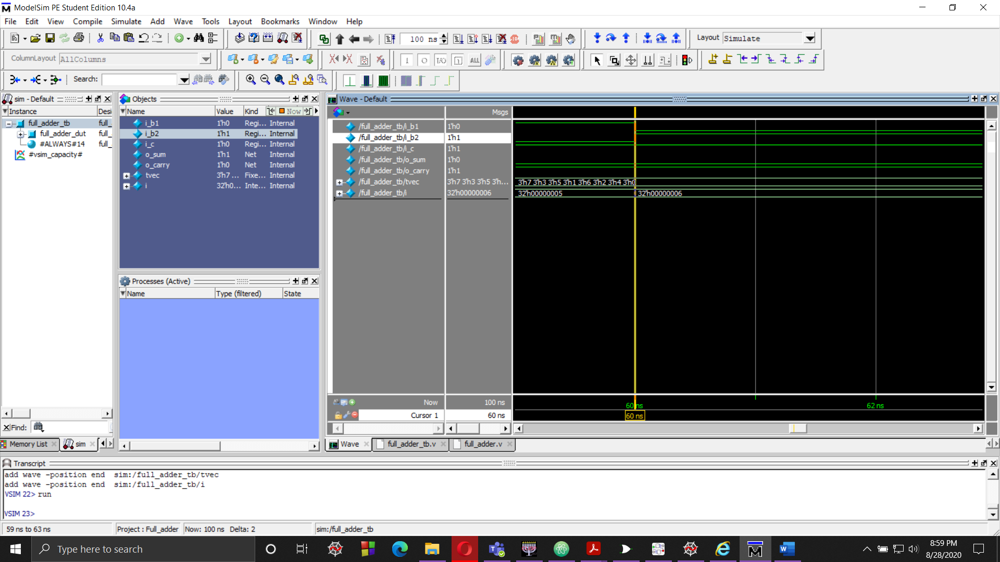 ModelSim PE Student Edition 10.4a
File Edit View Compile Simulate Add Wave Tools Layout Bookmarks Window Help
100 ns
Layout Simulate
ColumnLayout AllColumns
I/O ALL
Search:
sim - Default
Instance Desi
full_adder_tb full_
full_adder_dut full_
#ALWAYS#14 full_
#vsim_capacity#
Find:
Memory List sim
Objects
Name Value Kind Now
i_b1 1'h0 Regi... Internal
i_b2 1'h1 Regi... Internal
i_c 1'h0 Regi... Internal
o_sum 1'h1 Net Internal
o_carry 1'h0 Net Internal
tvec 3'h7 ... Fixe... Internal
i 32'h0... Inte... Internal
Processes (Active)
Name Type (filtered) State
Wave - Default
Msgs
/full_adder_tb/i_b1 1'h0
/full_adder_tb/i_b2 1'h1
/full_adder_tb/i_c 1'h1
/full_adder_tb/o_sum 1'h0
/full_adder_tb/o_carry 1'h1
/full_adder_tb/tvec 3'h7 3'h3 3'h5 3'h... 3'h7 3'h3 3'h5 3'h1 3'h6 3'h2 3'h4 3'h0
/full_adder_tb/i 32'h00000006 32'h00000005 32'h00000006
Now 100 ns 60 ns 62 ns
Cursor 1 60 ns 60 ns
Wave full_adder_tb.v full_adder.v
Transcript
add wave -position end  sim:/full_adder_tb/tvec
add wave -position end  sim:/full_adder_tb/i
VSIM 22> run
VSIM 23>
59 ns to 63 ns Project : Full_adder Now: 100 ns Delta: 2 sim:/full_adder_tb
Type here to search
8:59 PM
8/28/2020